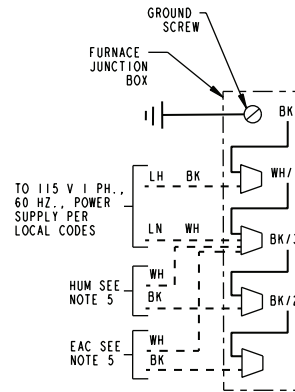 GROUND
SCREW
FURNACE
JUNCTION
BOX
BK
LH BK
WH/
TO 115 V 1 PH.,
60 HZ., POWER
SUPPLY PER
LOCAL CODES
LN WH
BK/
WH
HUM SEE
NOTE 5
BK
BK/2
WH
EAC SEE
NOTE 5
BK